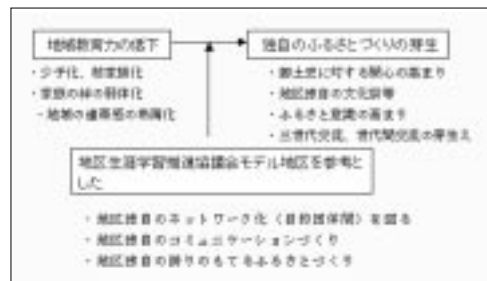 地域教育力の低下
独自のふるさとづくりの芽生
・少子化、核家族化
・家族の絆の弱体化
・地域の連帯感の希薄化
・郷土史に対する関心の高まり
・地区独自の文化
・ふるさと意識の高まり
・三世代交流、世代間交流の芽生え
地区生涯学習推進協議会モデル地区を参考と
した
・地区独自のネットワーク化(目的団体間)を図る
・地区独自のコミュニケーションづくり
・地区独自の誇りのもてるふるさとづくり